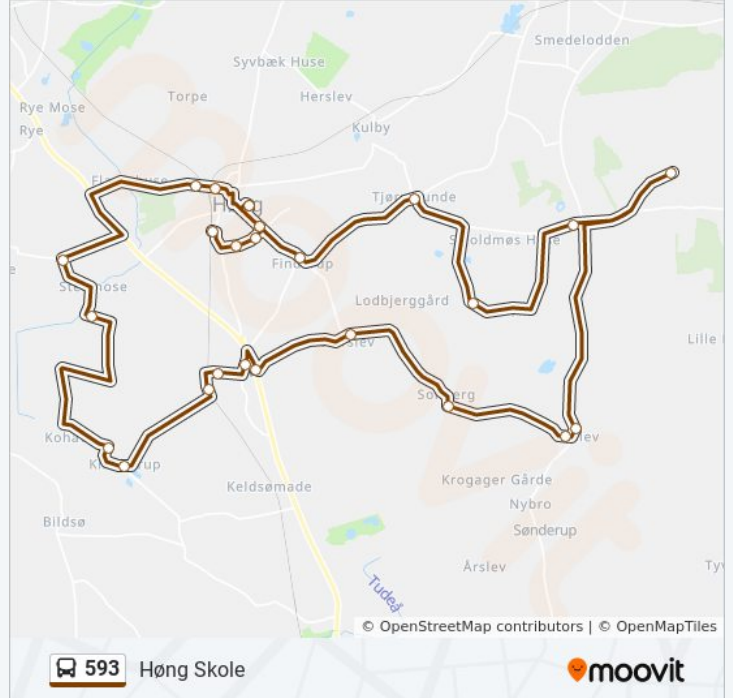 Smedelodden
Syvbæk Huse
Torpe
Herslev
Rye Mose
Rye
Kulby
Lodbjerggård
Lille
Krogager Gårde
Keldsømade
Nybro
Bildsø
Sønderup
Årslev
Tudeå
© OpenStreetMap contributors | © OpenMapTiles
593 Høng Skole
moovit